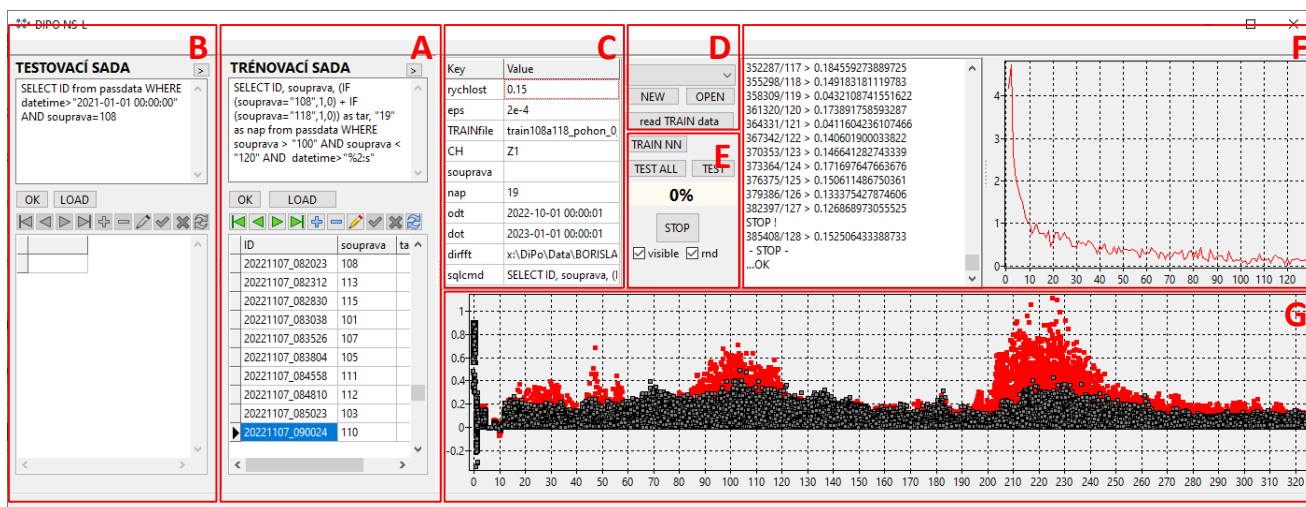 DIPO NS-L
B
A
C
D
F
TESTOVACÍ SADA
>
SELECT ID from passdata WHERE
datetime>"2021-01-01 00:00:00"
AND souprava=108
OK LOAD
TRÉNOVACÍ SADA
>
SELECT ID, souprava, (IF
(souprava="108",1,0) + IF
(souprava="118",1,0)) as tar, "19"
as nap from passdata WHERE
souprava > "100" AND souprava <
"120" AND datetime>"%2:s"
OK LOAD
ID souprava ta
20221107_082023 108
20221107_082312 113
20221107_082830 115
20221107_083038 101
20221107_083526 107
20221107_083804 105
20221107_084558 111
20221107_084810 112
20221107_085023 103
20221107_090024 110
Key Value
rychlost 0.15
eps 2e-4
TRAINfile train108a118_pohon_0
CH Z1
souprava
nap 19
odt 2022-10-01 00:00:01
dot 2023-01-01 00:00:01
dirfft x:\DiPo\Data\BORISLA
sqlcmd SELECT ID, souprava, (I
NEW OPEN
read TRAIN data
E
TRAIN NN
TEST ALL TEST
0%
STOP
visible rnd
352287/117 > 0.184559273889725
355298/118 > 0.149183181119783
358309/119 > 0.0432108741551622
361320/120 > 0.173891758593287
364331/121 > 0.0411604236107466
367342/122 > 0.140601900033822
370353/123 > 0.146641282743339
373364/124 > 0.171697647663676
376375/125 > 0.150611486750361
379386/126 > 0.133375427874606
382397/127 > 0.126868973055525
STOP !
385408/128 > 0.152506433388733
- STOP -
...OK
4
3
2
1
0
0 10 20 30 40 50 60 70 80 90 100 110 120
G
1
0.8
0.6
0.4
0.2
0
-0.2
0 10 20 30 40 50 60 70 80 90 100 110 120 130 140 150 160 170 180 190 200 210 220 230 240 250 260 270 280 290 300 310 320